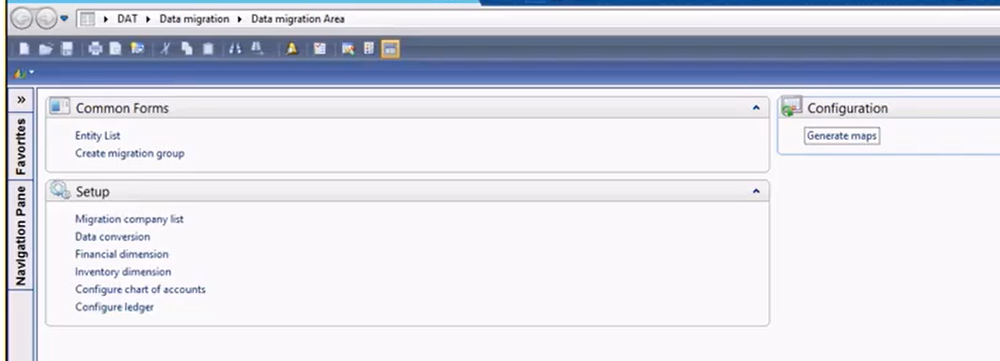 DAT Data migration Data migration Area
»
Favorites
Navigation Pane
Common Forms
Entity List
Create migration group
Setup
Migration company list
Data conversion
Financial dimension
Inventory dimension
Configure chart of accounts
Configure ledger
Configuration
Generate maps